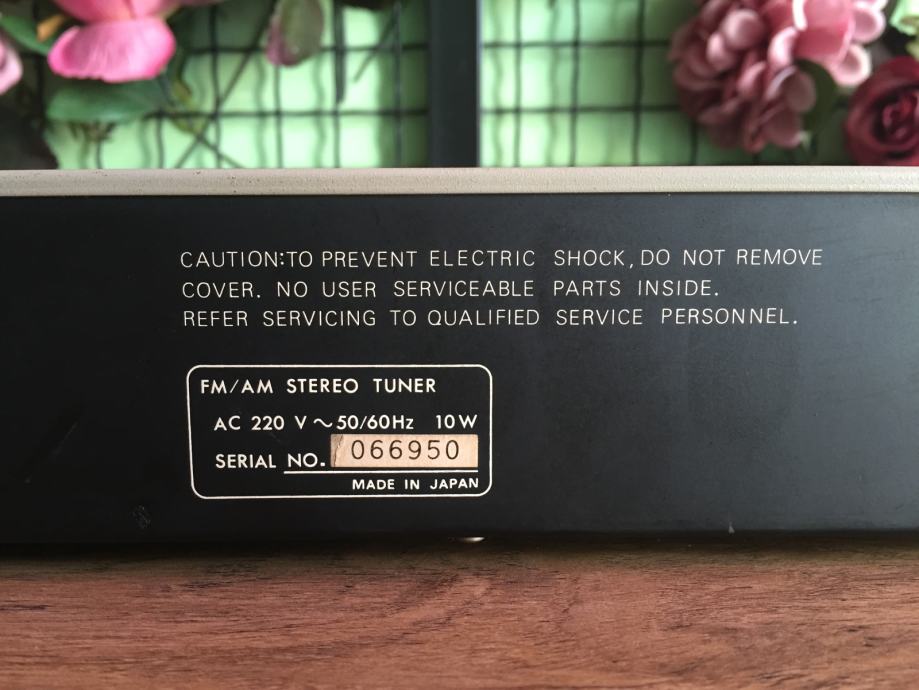 CAUTION:TO PREVENT ELECTRIC SHOCK, DO NOT REMOVE
COVER. NO USER SERVICEABLE PARTS INSIDE.
REFER SERVICING TO QUALIFIED SERVICE PERSONNEL.
FM/AM STEREO TUNER
AC 220 V ~ 50/60Hz 10W
SERIAL NO. 066950
MADE IN JAPAN